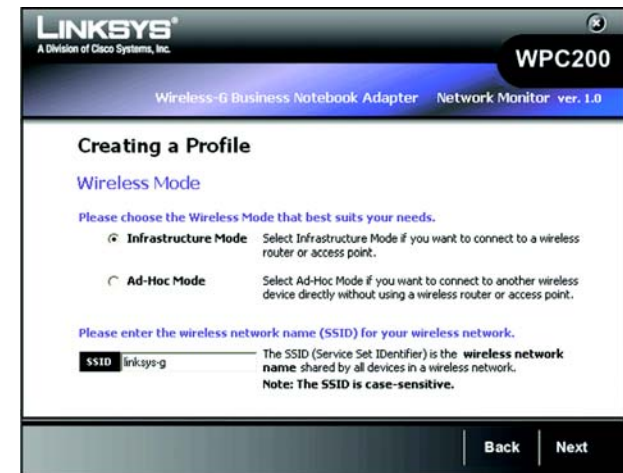 LINKSYS®
A Division of Cisco Systems, Inc.
WPC200
Wireless-G Business Notebook Adapter Network Monitor ver. 1.0
Creating a Profile
Wireless Mode
Please choose the Wireless Mode that best suits your needs.
Infrastructure Mode Select Infrastructure Mode if you want to connect to a wireless
router or access point.
Ad-Hoc Mode Select Ad-Hoc Mode if you want to connect to another wireless
device directly without using a wireless router or access point.
Please enter the wireless network name (SSID) for your wireless network.
SSID linksys-g The SSID (Service Set IDentifier) is the wireless network
name shared by all devices in a wireless network.
Note: The SSID is case-sensitive.
Back Next